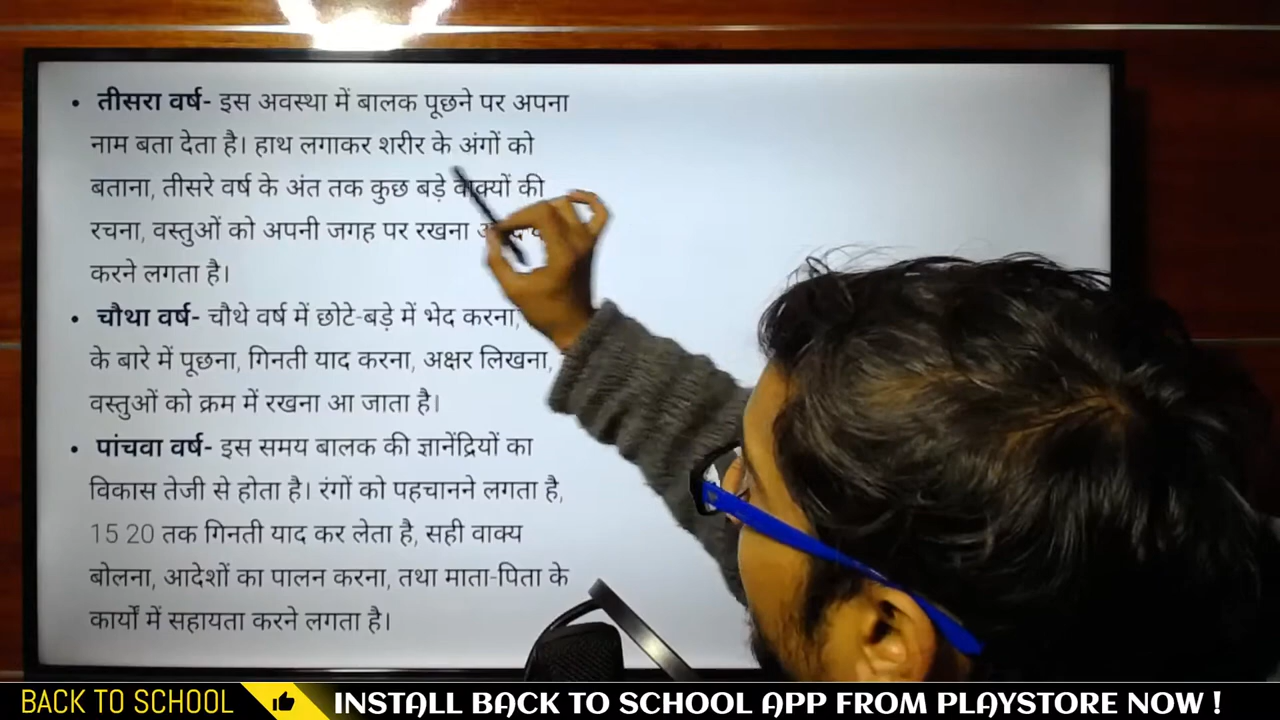 • तीसरा वर्ष- इस अवस्था में बालक पूछने पर अपना
नाम बता देता है। हाथ लगाकर शरीर के अंगों को
बताना, तीसरे वर्ष के अंत तक कुछ बड़े वाक्यों की
रचना, वस्तुओं को अपनी जगह पर रखना
करने लगता है।
• चौथा वर्ष- चौथे वर्ष में छोटे-बड़े में भेद करना,
के बारे में पूछना, गिनती याद करना, अक्षर लिखना,
वस्तुओं को क्रम में रखना आ जाता है।
• पांचवा वर्ष- इस समय बालक की ज्ञानेंद्रियों का
विकास तेजी से होता है। रंगों को पहचानने लगता है,
15 20 तक गिनती याद कर लेता है, सही वाक्य
बोलना, आदेशों का पालन करना, तथा माता-पिता के
कार्यों में सहायता करने लगता है।
BACK TO SCHOOL INSTALL BACK TO SCHOOL APP FROM PLAYSTORE NOW !